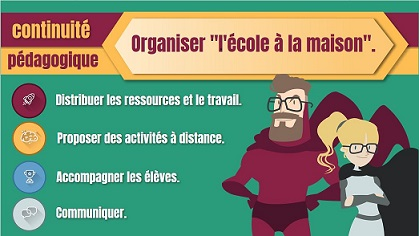 continuité
pédagogique
Organiser "l'école à la maison".
Distribuer les ressources et le travail.
Proposer des activités à distance.
Accompagner les élèves.
Communiquer.